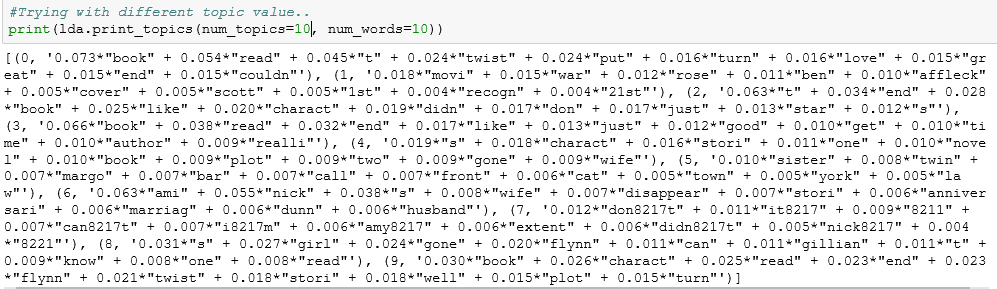 #Trying with different topic value..
print(lda.print_topics(num_topics=10, num_words=10))
[(0, '0.073*"book" + 0.054*"read" + 0.045*"t" + 0.024*"twist" + 0.024*"put" + 0.016*"turn" + 0.016*"love" + 0.015*"gr
eat" + 0.015*"end" + 0.015*"couldn"'), (1, '0.018*"movi" + 0.015*"war" + 0.012*"rose" + 0.011*"ben" + 0.010*"affleck"
+ 0.005*"cover" + 0.005*"scott" + 0.005*"1st" + 0.004*"recogn" + 0.004*"21st"'), (2, '0.063*"t" + 0.034*"end" + 0.028
*"book" + 0.025*"like" + 0.020*"charact" + 0.019*"didn" + 0.017*"don" + 0.017*"just" + 0.013*"star" + 0.012*"s"'),
(3, '0.066*"book" + 0.038*"read" + 0.032*"end" + 0.017*"like" + 0.013*"just" + 0.012*"good" + 0.010*"get" + 0.010*"ti
me" + 0.010*"author" + 0.009*"realli"'), (4, '0.019*"s" + 0.018*"charact" + 0.016*"stori" + 0.011*"one" + 0.010*"nove
l" + 0.010*"book" + 0.009*"plot" + 0.009*"two" + 0.009*"gone" + 0.009*"wife"'), (5, '0.010*"sister" + 0.008*"twin" +
0.007*"margo" + 0.007*"bar" + 0.007*"call" + 0.007*"front" + 0.006*"cat" + 0.005*"town" + 0.005*"york" + 0.005*"la
w"'), (6, '0.063*"ami" + 0.055*"nick" + 0.038*"s" + 0.008*"wife" + 0.007*"disappear" + 0.007*"stori" + 0.006*"anniver
sari" + 0.006*"marriag" + 0.006*"dunn" + 0.006*"husband"'), (7, '0.012*"don8217t" + 0.011*"it8217" + 0.009*"8211" +
0.007*"can8217t" + 0.007*"i8217m" + 0.006*"amy8217" + 0.006*"extent" + 0.006*"didn8217t" + 0.005*"nick8217" + 0.004
*"8221"'), (8, '0.031*"s" + 0.027*"girl" + 0.024*"gone" + 0.020*"flynn" + 0.011*"can" + 0.011*"gillian" + 0.011*"t" +
0.009*"know" + 0.008*"one" + 0.008*"read"'), (9, '0.030*"book" + 0.026*"charact" + 0.025*"read" + 0.023*"end" + 0.023
*"flynn" + 0.021*"twist" + 0.018*"stori" + 0.018*"well" + 0.015*"plot" + 0.015*"turn"')]